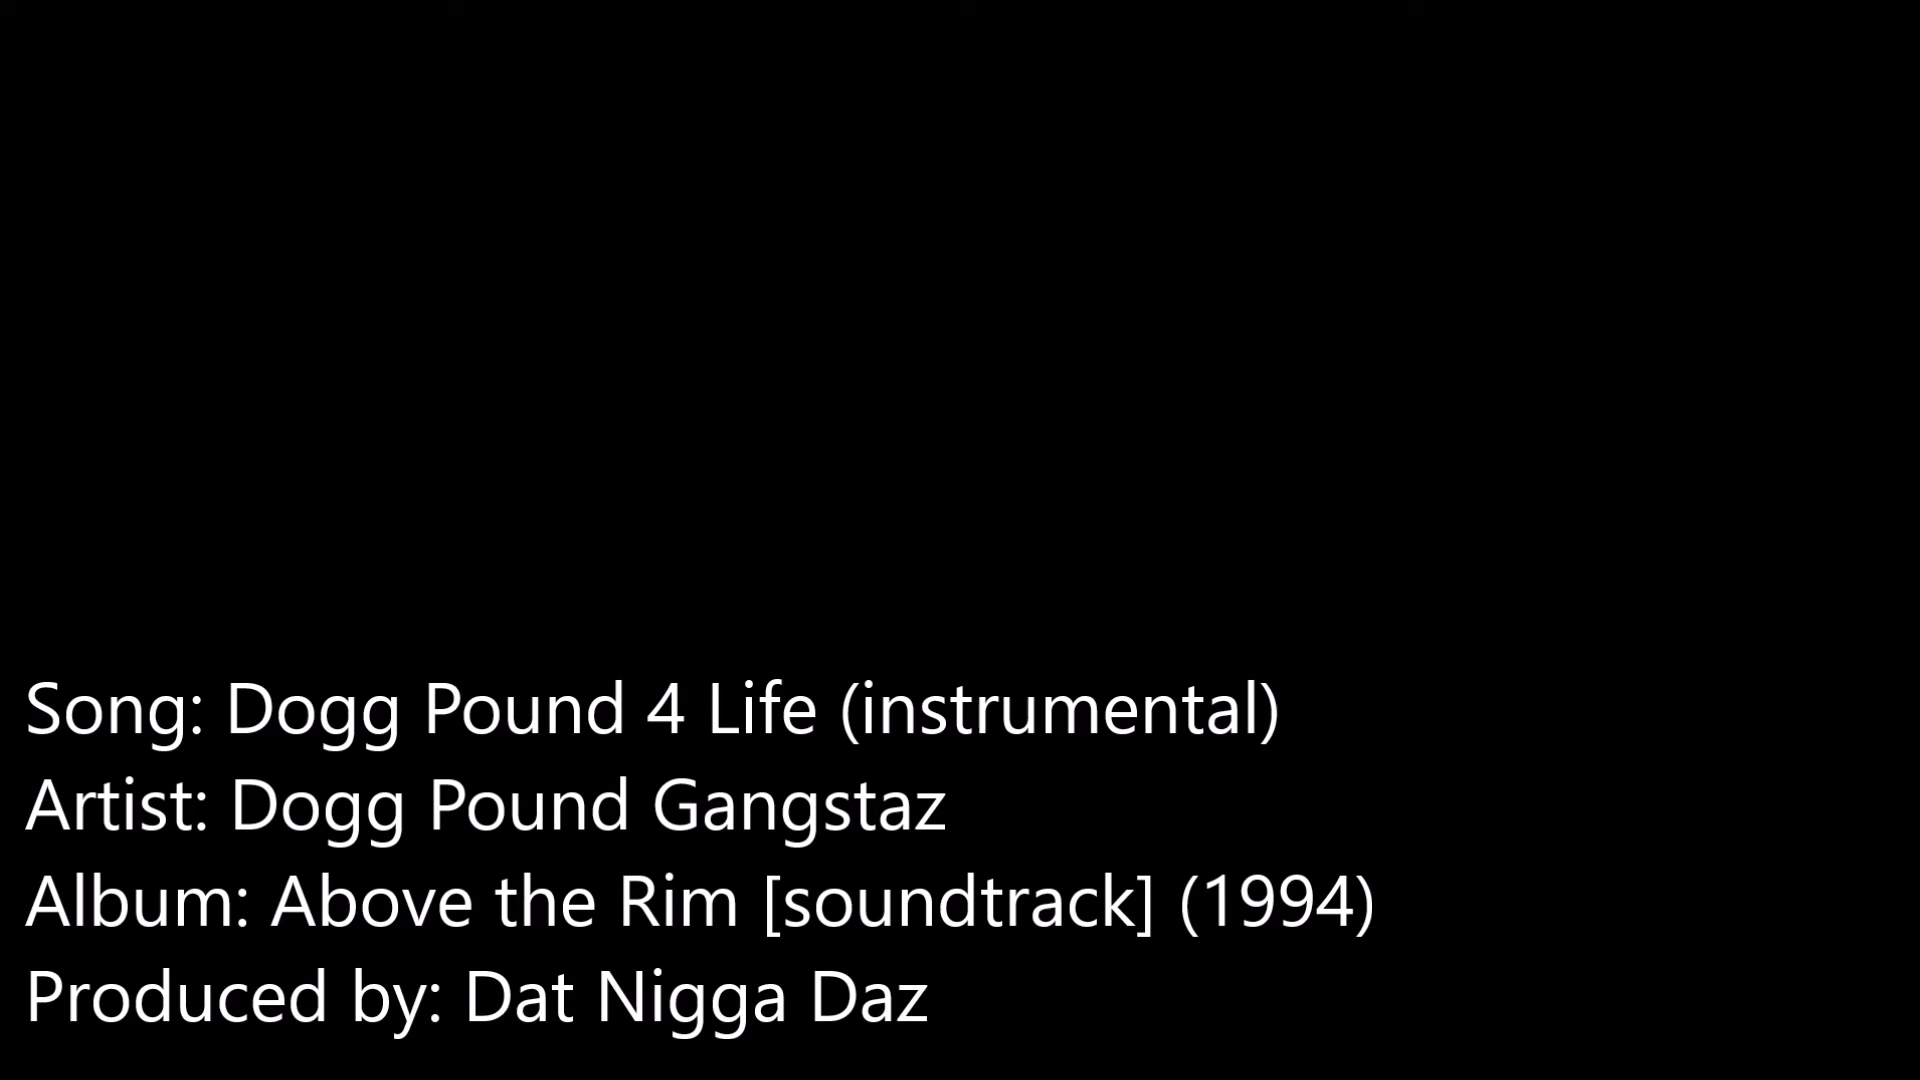 Song: Dogg Pound 4 Life (instrumental)
Artist: Dogg Pound Gangstaz
Album: Above the Rim [soundtrack] (1994)
Produced by: Dat Nigga Daz